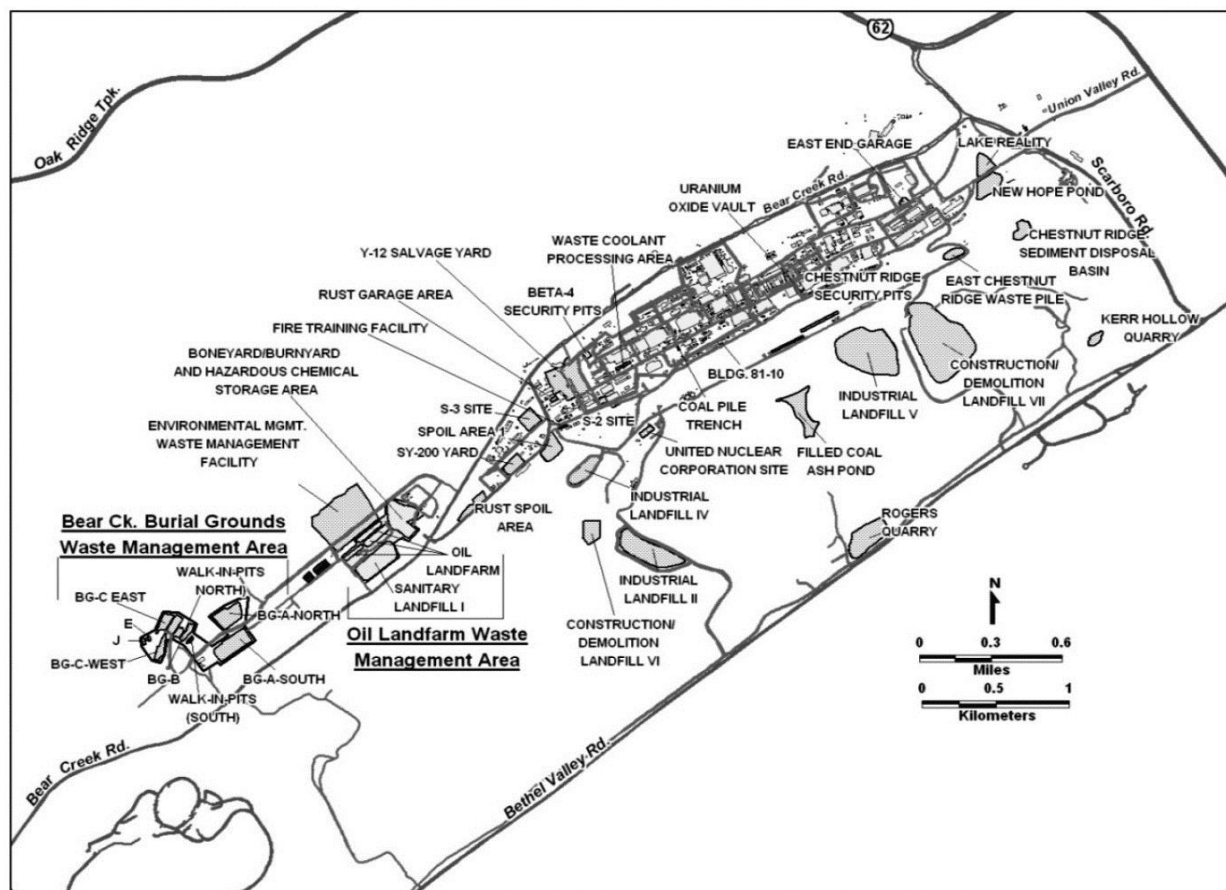 62
Oak Ridge Tpk.
Union Valley Rd.
EAST END GARAGE
LAKE REALITY
Scarboro Rd.
Bear Creek Rd.
URANIUM
OXIDE VAULT
NEW HOPE POND
WASTE COOLANT
PROCESSING AREA
CHESTNUT RIDGE
SEDIMENT DISPOSAL
BASIN
Y-12 SALVAGE YARD
CHESTNUT RIDGE
SECURITY PITS
EAST CHESTNUT
RIDGE WASTE PILE
RUST GARAGE AREA
BETA-4
SECURITY PITS
FIRE TRAINING FACILITY
KERR HOLLOW
QUARRY
BONEYARD/BURNYARD
AND HAZARDOUS CHEMICAL
STORAGE AREA
BLDG. 81-10
CONSTRUCTION/
DEMOLITION
LANDFILL VII
INDUSTRIAL
LANDFILL V
S-3 SITE
COAL PILE
TRENCH
S-2 SITE
SPOIL AREA 1
ENVIRONMENTAL MGMT.
WASTE MANAGEMENT
FACILITY
SY-200 YARD
UNITED NUCLEAR
CORPORATION SITE
FILLED COAL
ASH POND
RUST SPOIL
AREA
INDUSTRIAL
LANDFILL IV
ROGERS
QUARRY
Bear Ck. Burial Grounds
Waste Management Area
OIL
LANDFARM
WALK-IN-PITS
NORTH)
SANITARY
LANDFILL I
INDUSTRIAL
LANDFILL II
BG-C EAST
BG-A-NORTH
E
J
Oil Landfarm Waste
Management Area
CONSTRUCTION/
DEMOLITION
LANDFILL VI
BG-C-WEST
BG-B
BG-A-SOUTH
WALK-IN-PITS
(SOUTH)
N
0 0.3 0.6
Miles
0 0.5 1
Kilometers
Bear Creek Rd.
Bethel Valley Rd.